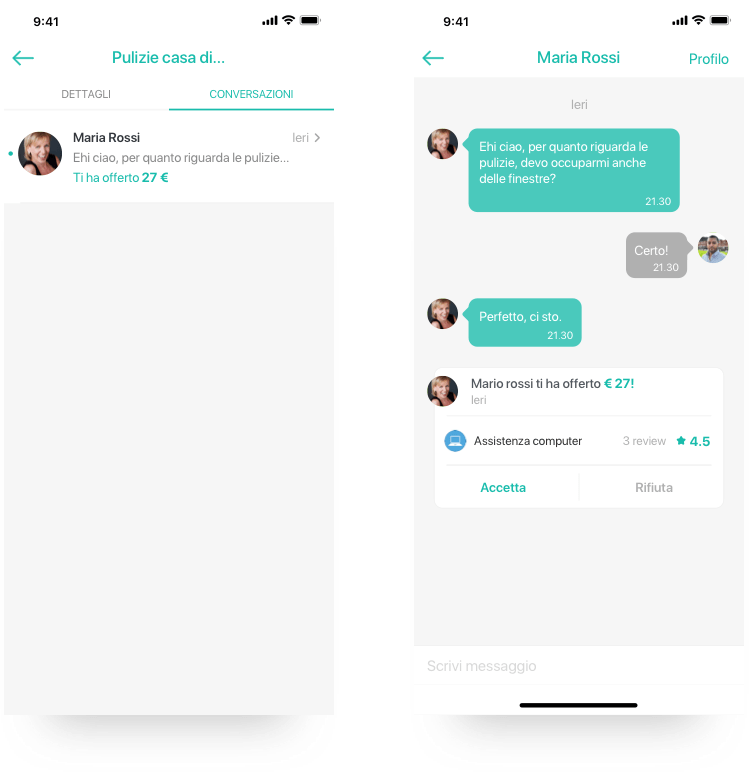 9:41
Pulizie casa di...
DETTAGLI
CONVERSAZIONI
Maria Rossi
Ieri
Ehi ciao, per quanto riguarda le pulizie...
Ti ha offerto 27 €
9:41
Maria Rossi
Profilo
Ieri
Ehi ciao, per quanto riguarda le
pulizie, devo occuparmi anche
delle finestre?
21.30
Certo!
21.30
Perfetto, ci sto.
21.30
Mario rossi ti ha offerto € 27!
Ieri
Assistenza computer
3 review
4.5
Accetta
Rifiuta
Scrivi messaggio